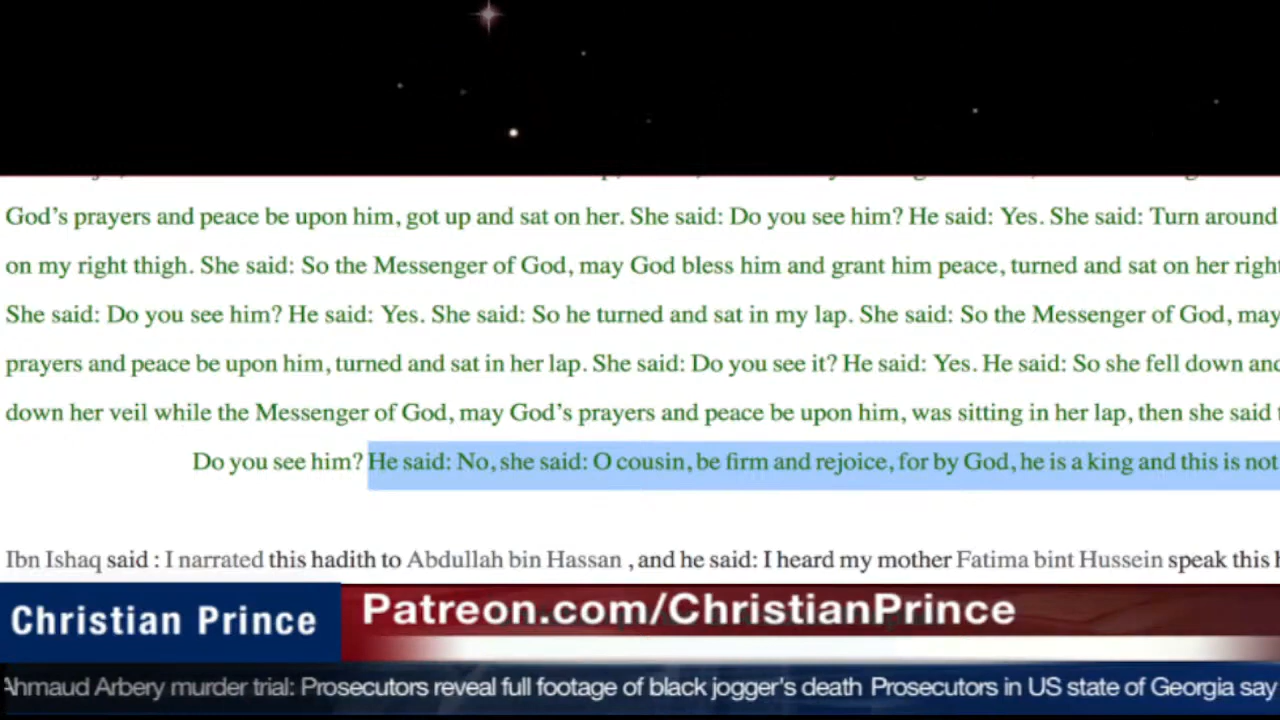 God's prayers and peace be upon him, got up and sat on her. She said: Do you see him? He said: Yes. She said: Turn around
on my right thigh. She said: So the Messenger of God, may God bless him and grant him peace, turned and sat on her right
She said: Do you see him? He said: Yes. She said: So he turned and sat in my lap. She said: So the Messenger of God, may
prayers and peace be upon him, turned and sat in her lap. She said: Do you see it? He said: Yes. He said: So she fell down and
down her veil while the Messenger of God, may God's prayers and peace be upon him, was sitting in her lap, then she said
Do you see him? He said: No, she said: O cousin, be firm and rejoice, for by God, he is a king and this is not
Ibn Ishaq said : I narrated this hadith to Abdullah bin Hassan , and he said: I heard my mother Fatima bint Hussein speak this
Christian Prince
Patreon.com/ChristianPrince
Ahmaud Arbery murder trial: Prosecutors reveal full footage of black jogger's death Prosecutors in US state of Georgia say